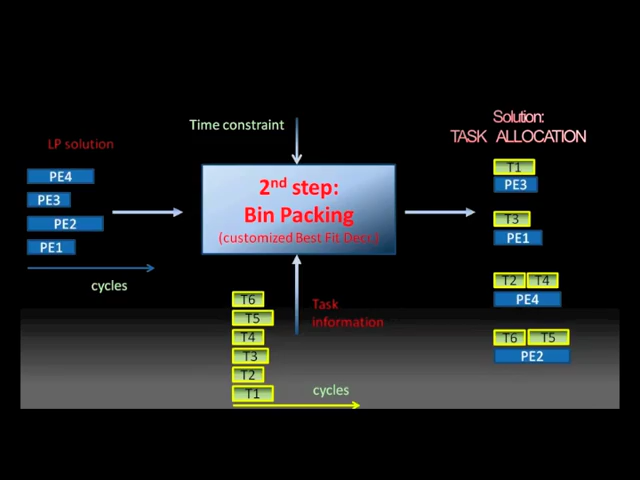 Solution:
TASK ALLOCATION
Time constraint
LP solution
PE4
PE3
PE2
PE1
cycles
2nd step:
Bin Packing
(customized Best Fit Decr.)
Task
information
T6
T5
T4
T3
T2
T1
cycles
T1
PE3
T3
PE1
T2 T4
PE4
T6 T5
PE2